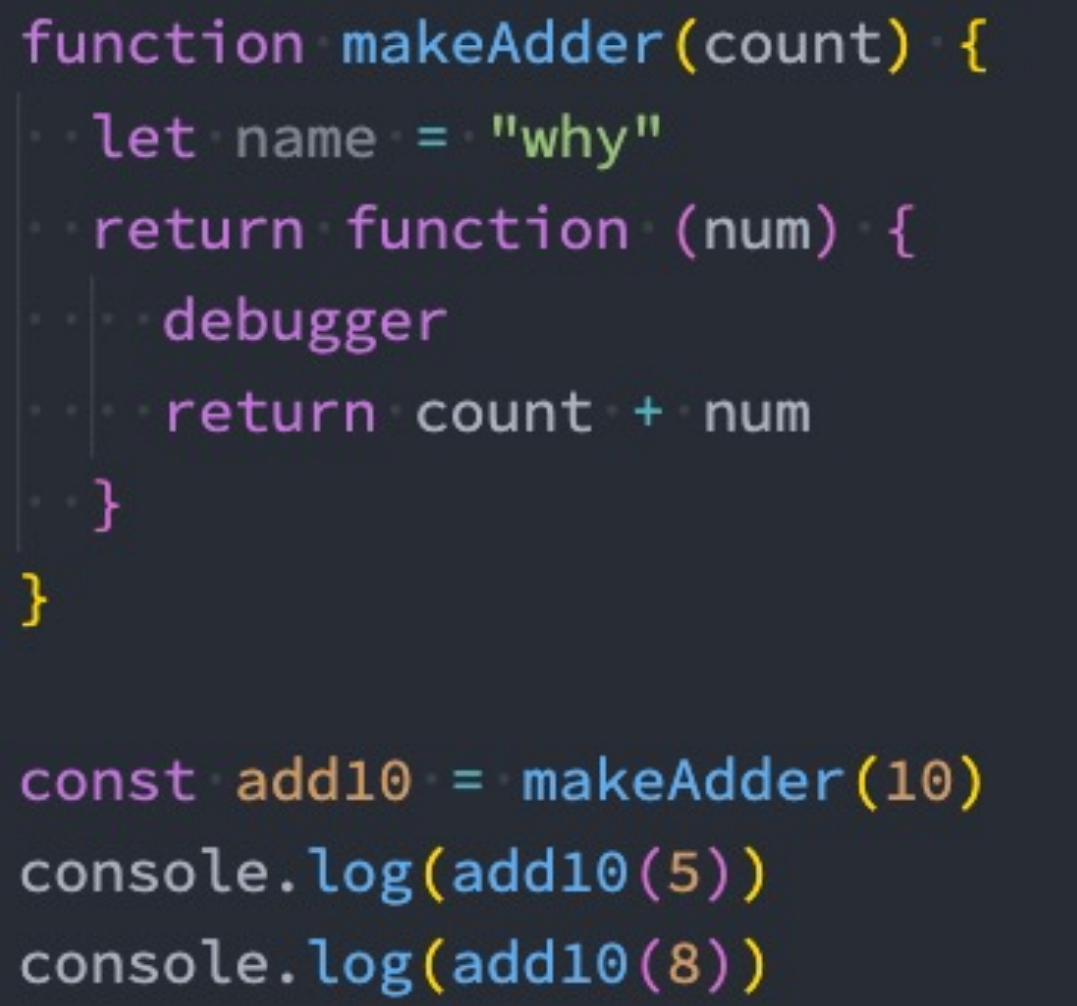 function makeAdder(count) {
  let name = "why"
  return function (num) {
    debugger
    return count + num
  }
}

const add10 = makeAdder(10)
console.log(add10(5))
console.log(add10(8))